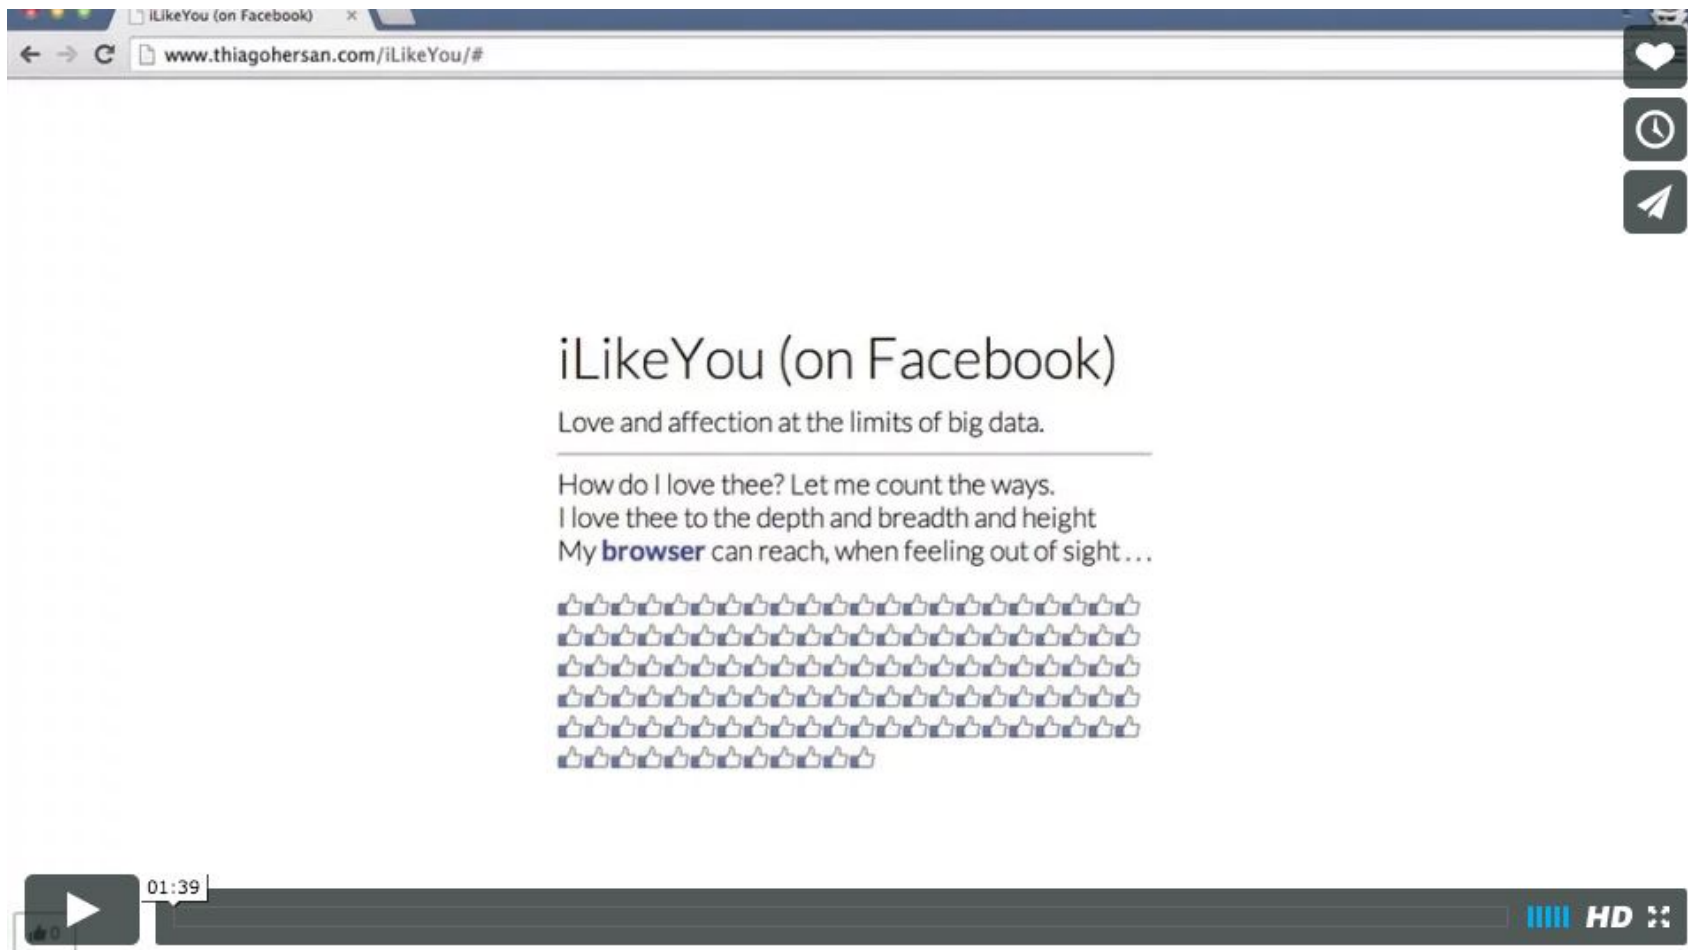 iLikeYou (on Facebook)
www.thiagohersan.com/iLikeYou/#
iLikeYou (on Facebook)
Love and affection at the limits of big data.
How do I love thee? Let me count the ways.
I love thee to the depth and breadth and height
My browser can reach, when feeling out of sight ...
01:39
0
HD